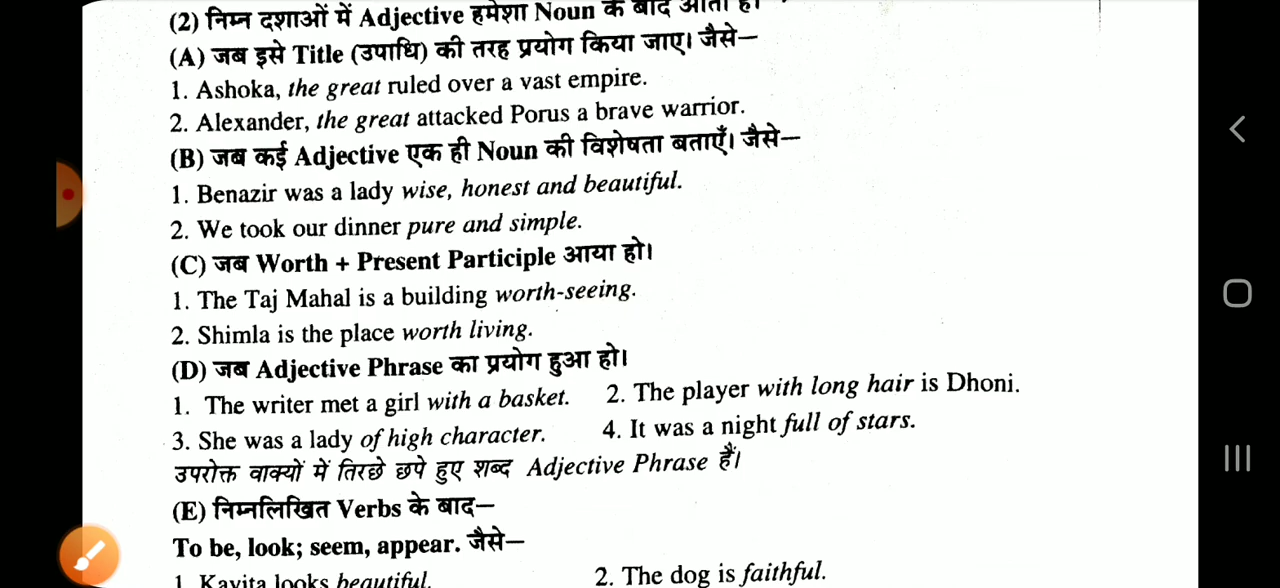 (2) निम्न दशाओं में Adjective हमेशा Noun के बाद आता है।
(A) जब इसे Title (उपाधि) की तरह प्रयोग किया जाए। जैसे—
1. Ashoka, the great ruled over a vast empire.
2. Alexander, the great attacked Porus a brave warrior.
(B) जब कई Adjective एक ही Noun की विशेषता बताएँ। जैसे—
1. Benazir was a lady wise, honest and beautiful.
2. We took our dinner pure and simple.
(C) जब Worth + Present Participle आया हो।
1. The Taj Mahal is a building worth-seeing.
2. Shimla is the place worth living.
(D) जब Adjective Phrase का प्रयोग हुआ हो।
1. The writer met a girl with a basket. 2. The player with long hair is Dhoni.
3. She was a lady of high character. 4. It was a night full of stars.
उपरोक्त वाक्यों में तिरछे छपे हुए शब्द Adjective Phrase हैं।
(E) निम्नलिखित Verbs के बाद—
To be, look; seem, appear. जैसे—
1. Kavita looks beautiful. 2. The dog is faithful.